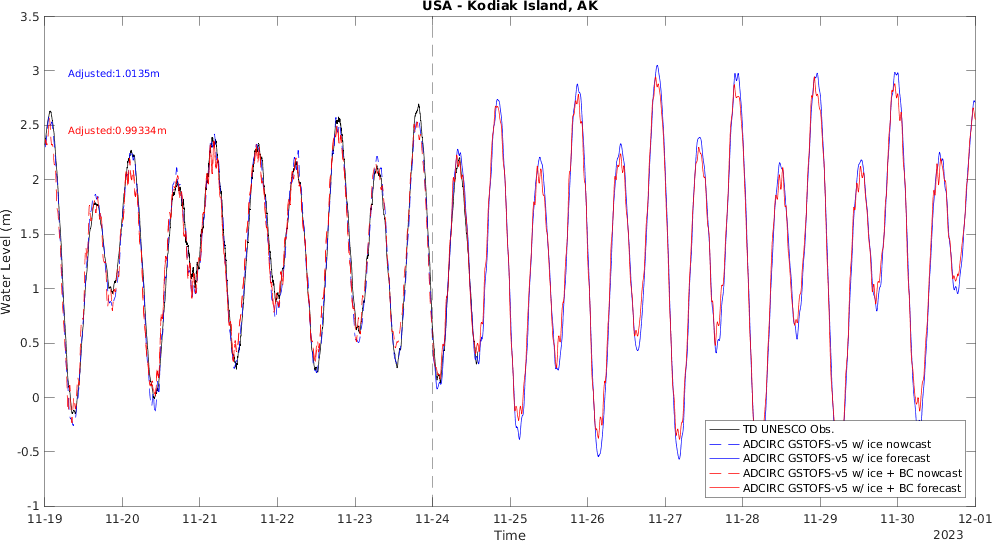 USA - Kodiak Island, AK
3.5
3
2.5
2
1.5
1
0.5
0
-0.5
-1
Water Level (m)
Adjusted:1.0135m
Adjusted:0.99334m
TD UNESCO Obs.
ADCIRC GSTOFS-v5 w/ ice nowcast
ADCIRC GSTOFS-v5 w/ ice forecast
ADCIRC GSTOFS-v5 w/ ice + BC nowcast
ADCIRC GSTOFS-v5 w/ ice + BC forecast
11-19 11-20 11-21 11-22 11-23 11-24 11-25 11-26 11-27 11-28 11-29 11-30 12-01
Time
2023